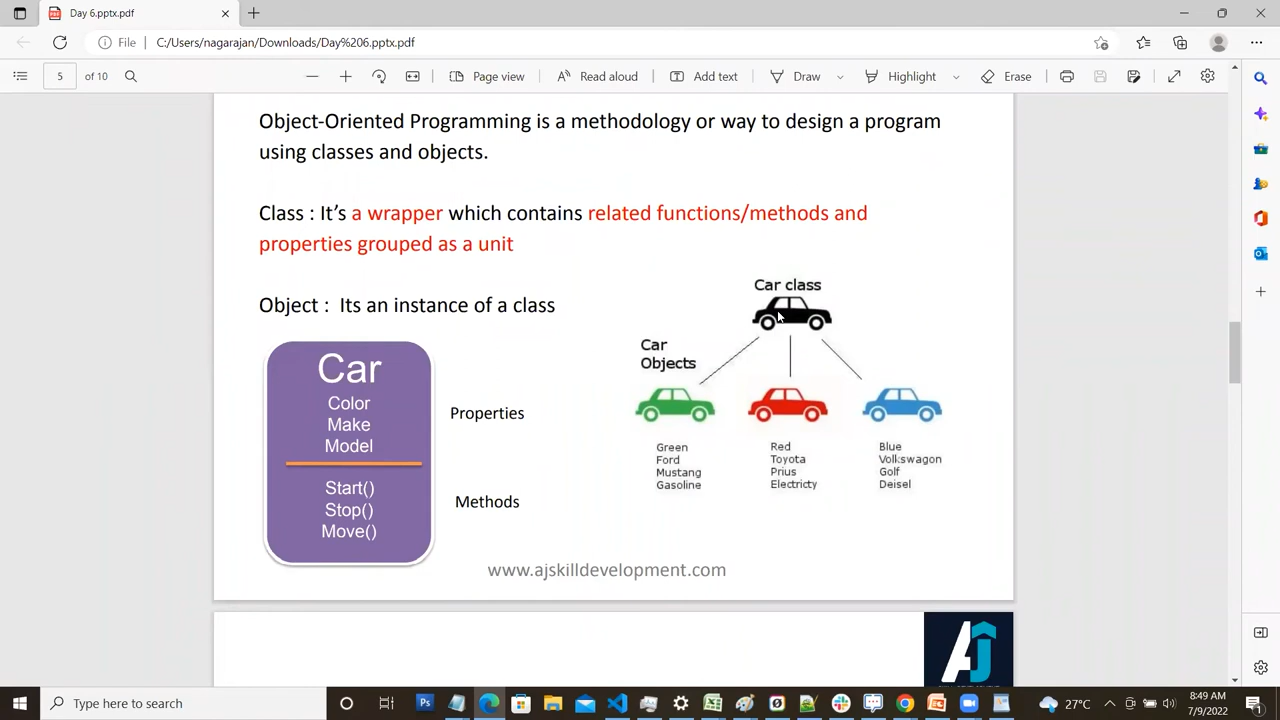 Day 6.pptx.pdf
File
C:/Users/nagarajan/Downloads/Day%206.pptx.pdf
5 of 10
Page view
Read aloud
Add text
Draw
Highlight
Erase
Object-Oriented Programming is a methodology or way to design a program
using classes and objects.
Class : It’s a wrapper which contains related functions/methods and
properties grouped as a unit
Object : Its an instance of a class
Car
Color
Make
Model
Start()
Stop()
Move()
Properties
Methods
Car class
Car
Objects
Green
Ford
Mustang
Gasoline
Red
Toyota
Prius
Electricty
Blue
Volkswagon
Golf
Deisel
www.ajskilldevelopment.com
AJ
Type here to search
27°C
8:49 AM
7/9/2022